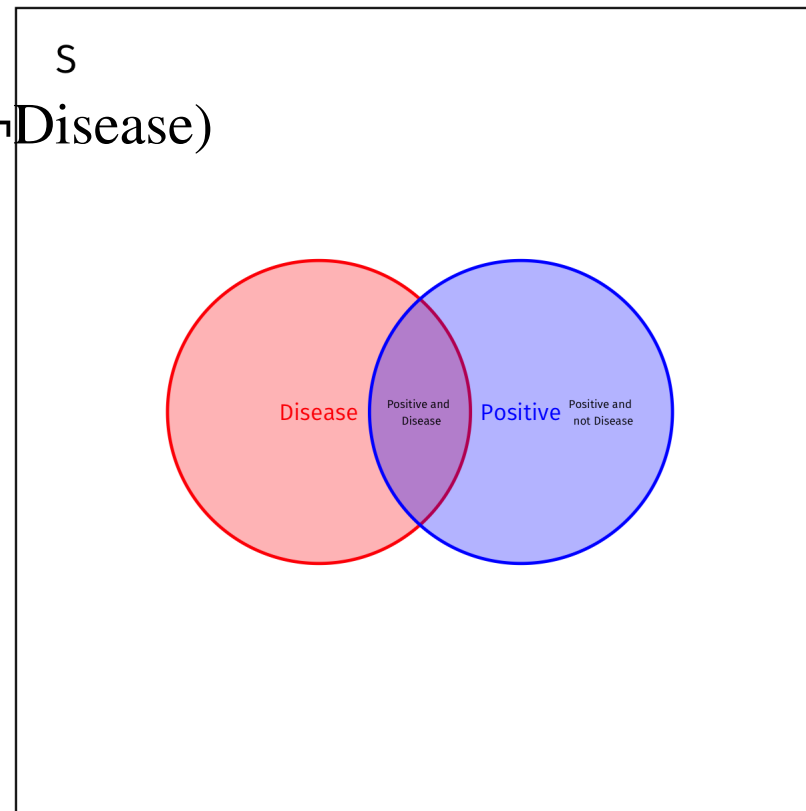 S
¬Disease)
Disease
Positive and
Disease
Positive
Positive and
not Disease